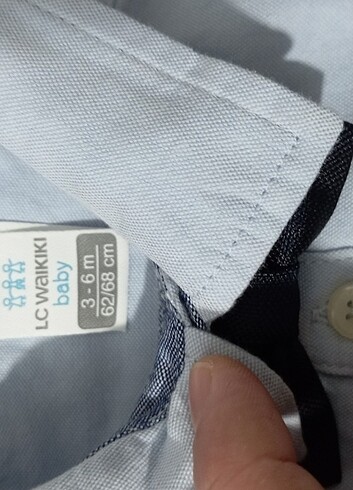 LC WAIKIKI
baby
3 - 6 m
62/68 cm